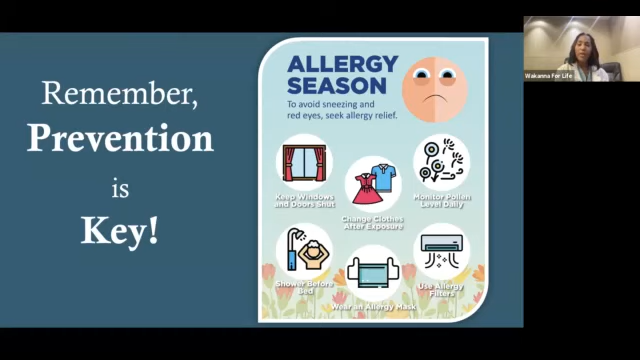 Remember,
Prevention
is
Key!
ALLERGY
SEASON
To avoid sneezing and
red eyes, seek allergy relief.
Keep Windows
and Doors Shut
Change Clothes
After Exposure
Monitor Pollen
Level Daily
Shower Before
Bed
Wear an Allergy Mask
Use Allergy
Filters
Wakanna For Life